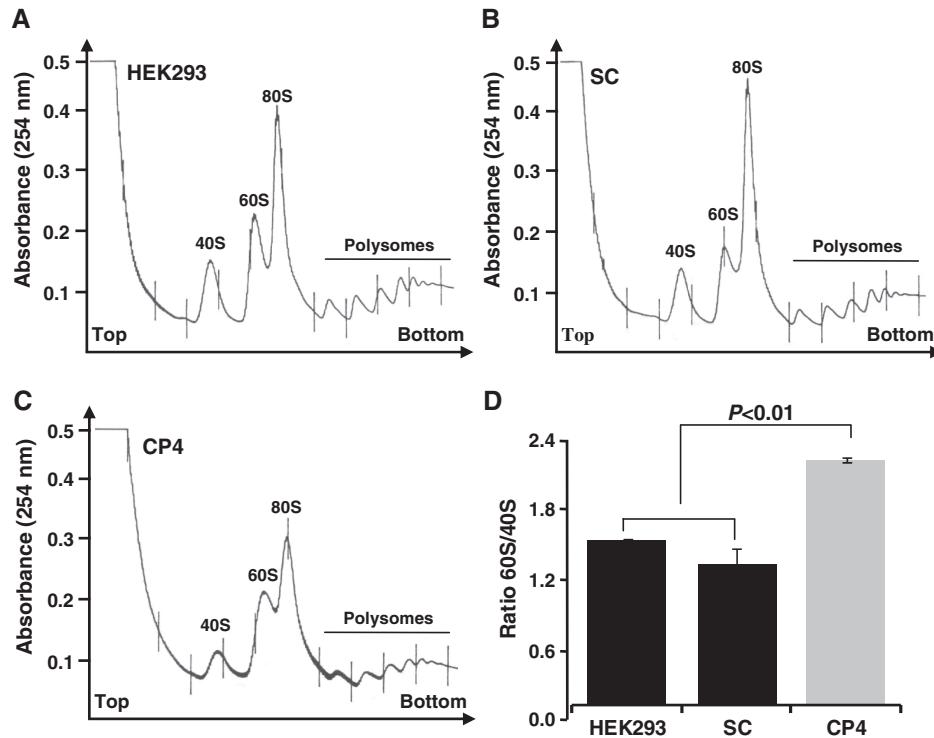 A
Absorbance (254 nm)
0.5
0.4
0.3
0.2
0.1
HEK293
40S
60S
80S
Polysomes
Top
Bottom
B
Absorbance (254 nm)
0.5
0.4
0.3
0.2
0.1
SC
40S
60S
80S
Polysomes
Top
Bottom
C
Absorbance (254 nm)
0.5
0.4
0.3
0.2
0.1
CP4
40S
60S
80S
Polysomes
Top
Bottom
D
Ratio 60S/40S
2.4
1.8
1.2
0.6
0.0
P<0.01
HEK293
SC
CP4